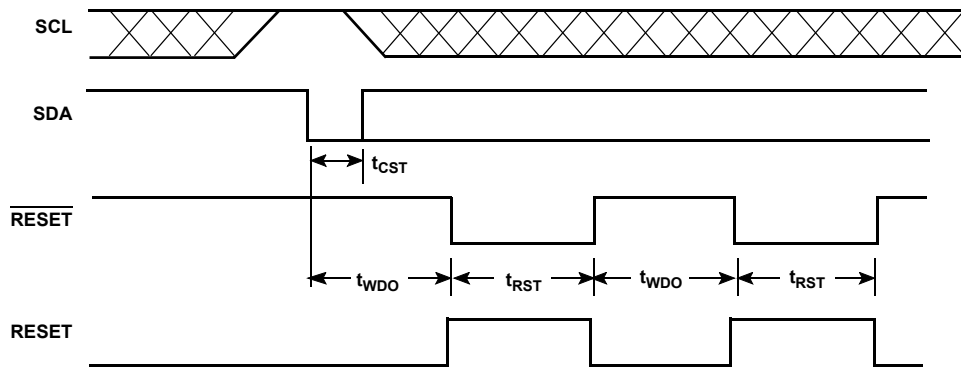 SCL
SDA
tCST
RESET
tWDO tRST tWDO tRST
RESET